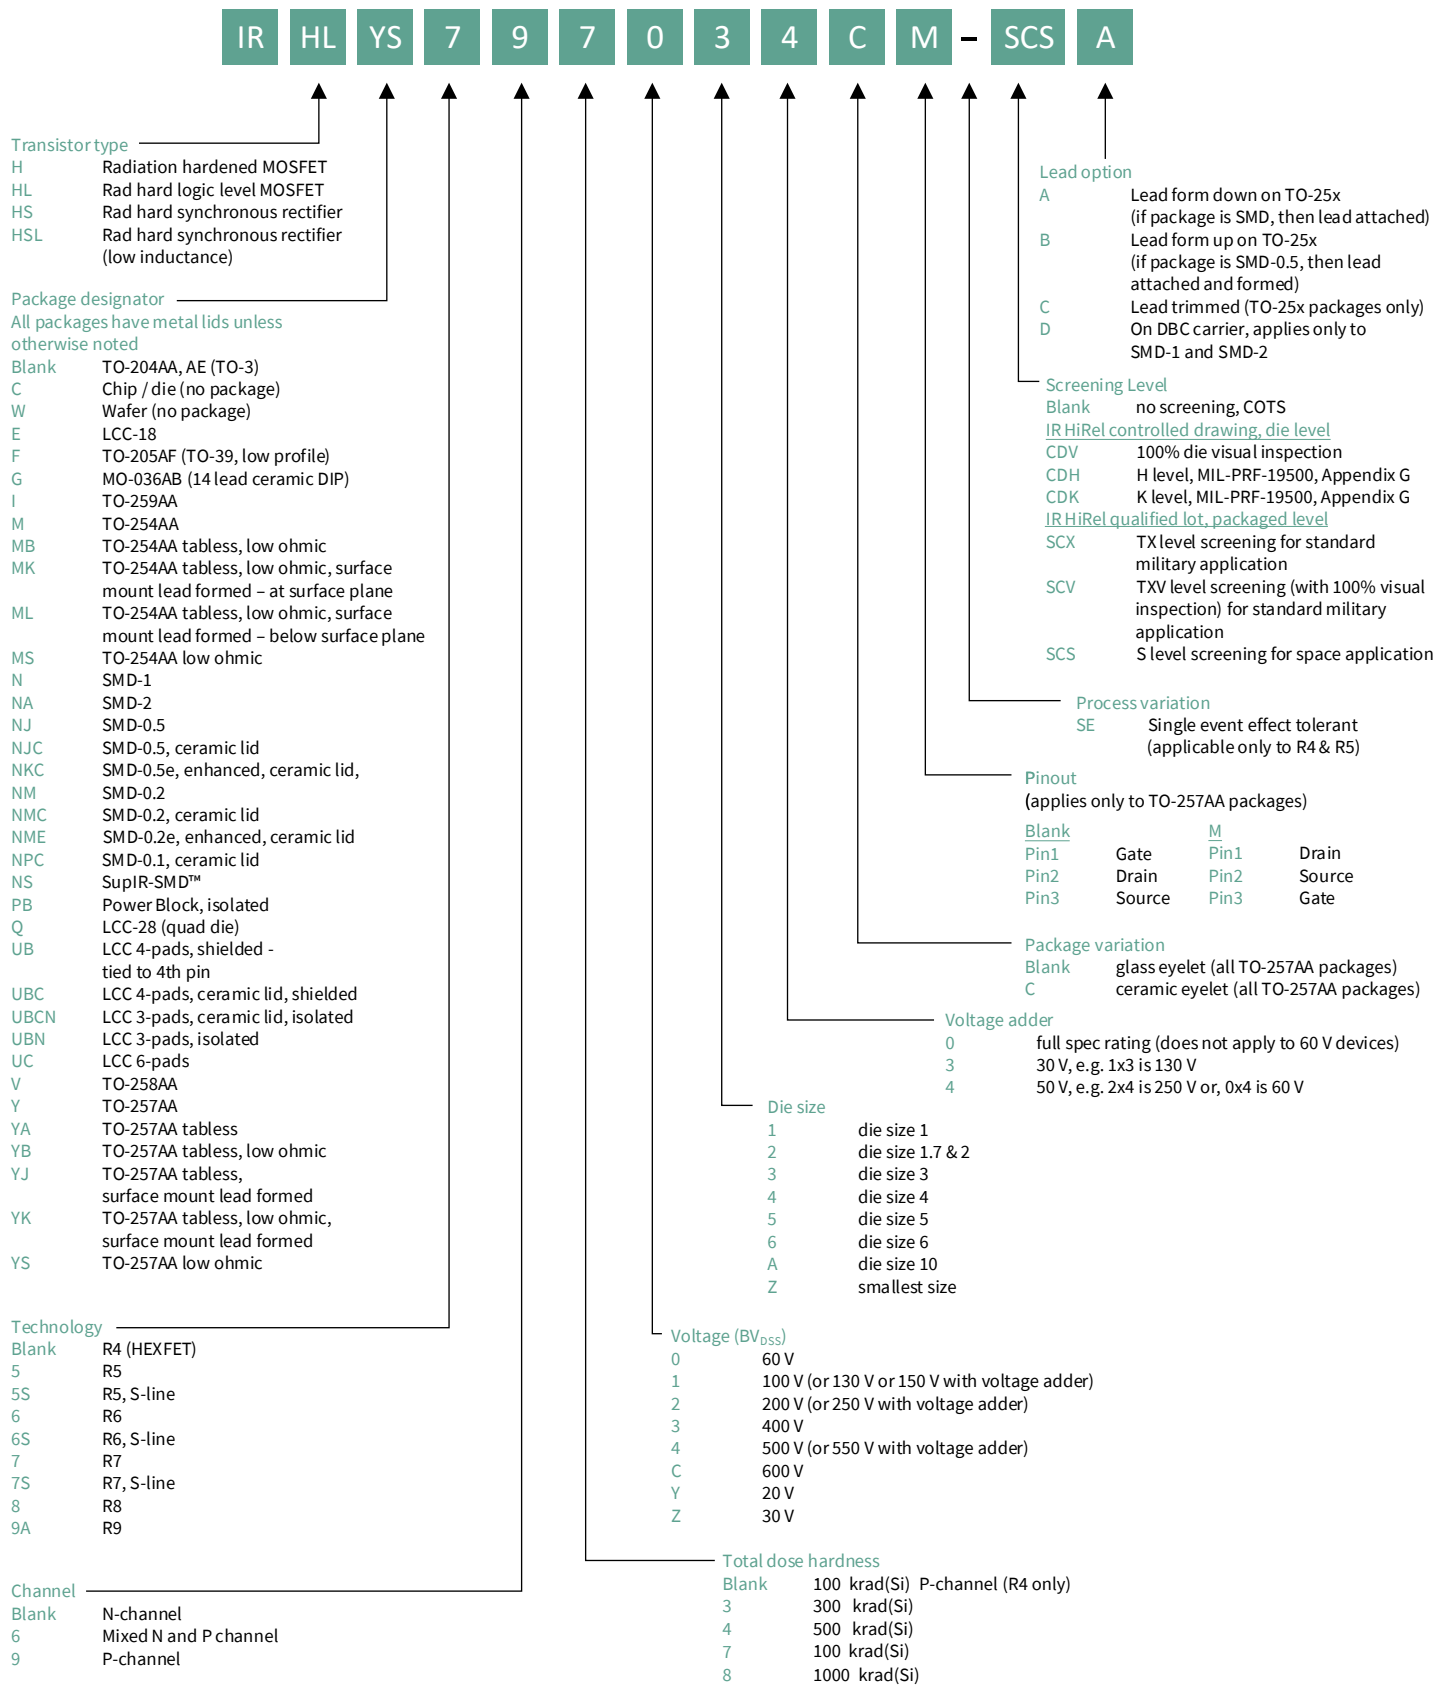 IR HL YS 7 9 7 0 3 4 C M – SCS A
Transistor type
H Radiation hardened MOSFET
HL Rad hard logic level MOSFET
HS Rad hard synchronous rectifier
HSL Rad hard synchronous rectifier
(low inductance)
Package designator
All packages have metal lids unless
otherwise noted
Blank TO-204AA, AE (TO-3)
C Chip / die (no package)
W Wafer (no package)
E LCC-18
F TO-205AF (TO-39, low profile)
G MO-036AB (14 lead ceramic DIP)
I TO-259AA
M TO-254AA
MB TO-254AA tabless, low ohmic
MK TO-254AA tabless, low ohmic, surface
mount lead formed – at surface plane
ML TO-254AA tabless, low ohmic, surface
mount lead formed – below surface plane
MS TO-254AA low ohmic
N SMD-1
NA SMD-2
NJ SMD-0.5
NJC SMD-0.5, ceramic lid
NKC SMD-0.5e, enhanced, ceramic lid,
NM SMD-0.2
NMC SMD-0.2, ceramic lid
NME SMD-0.2e, enhanced, ceramic lid
NPC SMD-0.1, ceramic lid
NS SupIR-SMD™
PB Power Block, isolated
Q LCC-28 (quad die)
UB LCC 4-pads, shielded -
tied to 4th pin
UBC LCC 4-pads, ceramic lid, shielded
UBCN LCC 3-pads, ceramic lid, isolated
UBN LCC 3-pads, isolated
UC LCC 6-pads
V TO-258AA
Y TO-257AA
YA TO-257AA tabless
YB TO-257AA tabless, low ohmic
YJ TO-257AA tabless,
surface mount lead formed
YK TO-257AA tabless, low ohmic,
surface mount lead formed
YS TO-257AA low ohmic
Technology
Blank R4 (HEXFET)
5 R5
5S R5, S-line
6 R6
6S R6, S-line
7 R7
7S R7, S-line
8 R8
9A R9
Channel
Blank N-channel
6 Mixed N and P channel
9 P-channel
Lead option
A Lead form down on TO-25x
(if package is SMD, then lead attached)
B Lead form up on TO-25x
(if package is SMD-0.5, then lead
attached and formed)
C Lead trimmed (TO-25x packages only)
D On DBC carrier, applies only to
SMD-1 and SMD-2
Screening Level
Blank no screening, COTS
IR HiRel controlled drawing, die level
CDV 100% die visual inspection
CDH H level, MIL-PRF-19500, Appendix G
CDK K level, MIL-PRF-19500, Appendix G
IR HiRel qualified lot, packaged level
SCX TX level screening for standard
military application
SCV TXV level screening (with 100% visual
inspection) for standard military
application
SCS S level screening for space application
Process variation
SE Single event effect tolerant
(applicable only to R4 & R5)
Pinout
(applies only to TO-257AA packages)
Blank M
Pin1 Gate Pin1 Drain
Pin2 Drain Pin2 Source
Pin3 Source Pin3 Gate
Package variation
Blank glass eyelet (all TO-257AA packages)
C ceramic eyelet (all TO-257AA packages)
Voltage adder
0 full spec rating (does not apply to 60 V devices)
3 30 V, e.g. 1x3 is 130 V
4 50 V, e.g. 2x4 is 250 V or, 0x4 is 60 V
Die size
1 die size 1
2 die size 1.7 & 2
3 die size 3
4 die size 4
5 die size 5
6 die size 6
A die size 10
Z smallest size
Voltage (BVDSS)
0 60 V
1 100 V (or 130 V or 150 V with voltage adder)
2 200 V (or 250 V with voltage adder)
3 400 V
4 500 V (or 550 V with voltage adder)
C 600 V
Y 20 V
Z 30 V
Total dose hardness
Blank 100 krad(Si) P-channel (R4 only)
3 300 krad(Si)
4 500 krad(Si)
7 100 krad(Si)
8 1000 krad(Si)